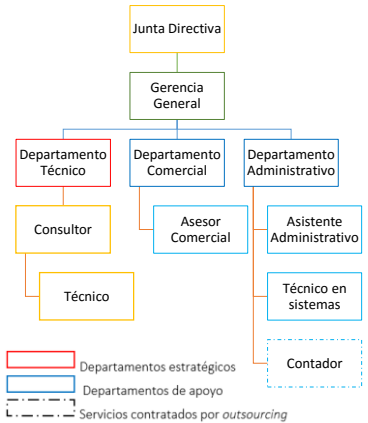 Junta Directiva
Gerencia
General
Departamento
Técnico
Departamento
Comercial
Departamento
Administrativo
Consultor
Asesor
Comercial
Asistente
Administrativo
Técnico
Técnico en
sistemas
Contador
Departamentos estratégicos
Departamentos de apoyo
Servicios contratados por outsourcing